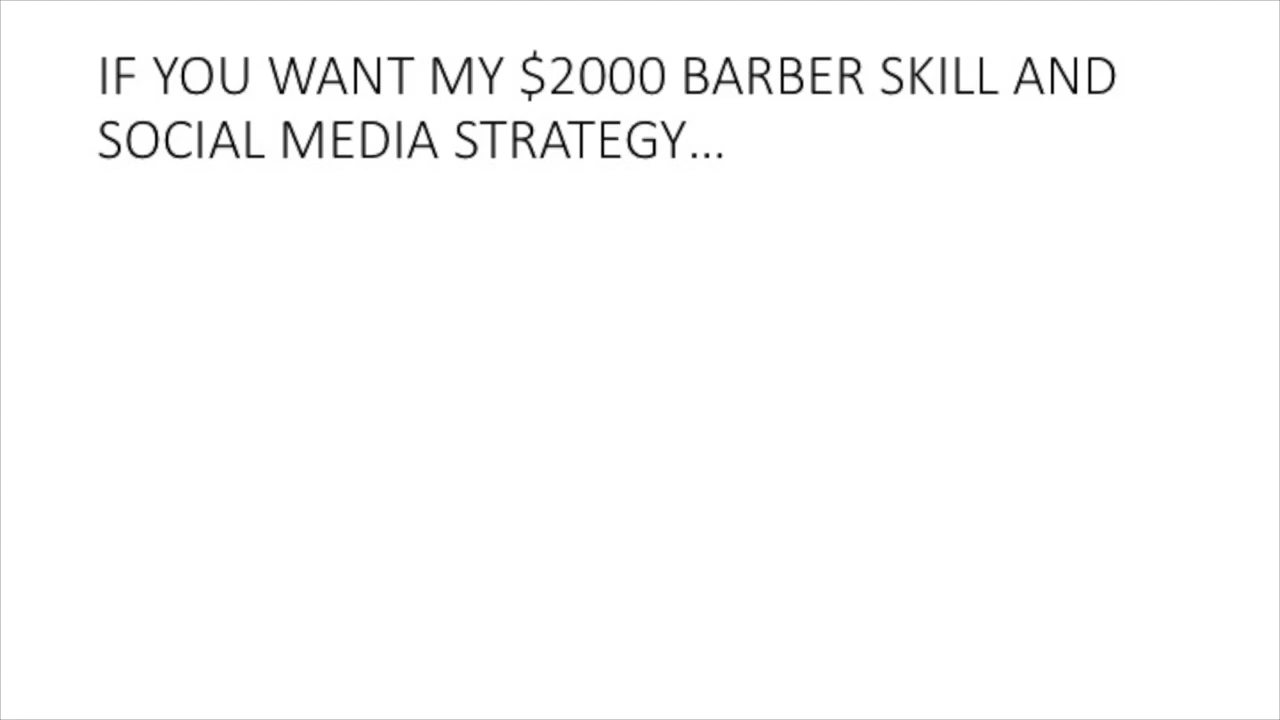 IF YOU WANT MY $2000 BARBER SKILL AND
SOCIAL MEDIA STRATEGY...